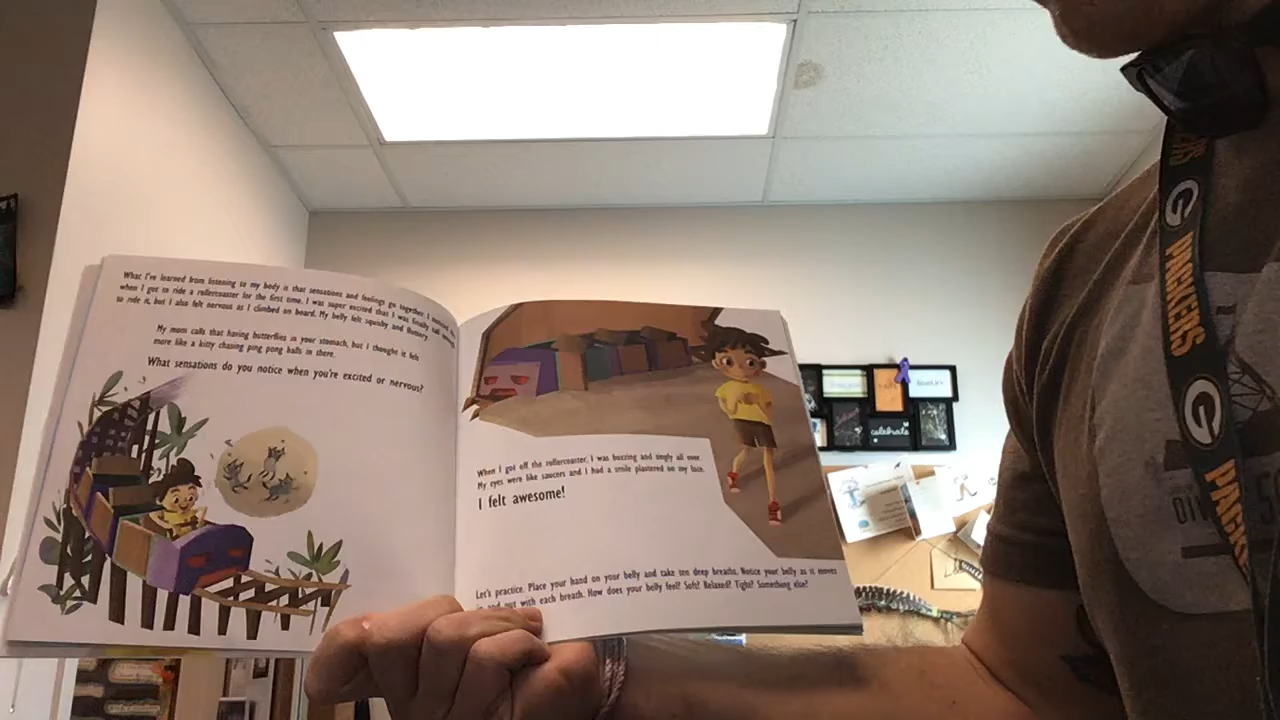 What I've learned from listening to my body is that sensations and feelings go together. I noticed this
when I got to ride a rollercoaster for the first time. I was super excited that I was finally tall enough
to ride it, but I also felt nervous as I climbed on board. My belly felt squishy and fluttery.
My mom calls that having butterflies in your stomach, but I thought it felt
more like a kitty chasing ping pong balls in there.
What sensations do you notice when you're excited or nervous?
When I got off the rollercoaster, I was buzzing and tingly all over.
My eyes were like saucers and I had a smile plastered on my face.
I felt awesome!
Let's practice. Place your hand on your belly and take ten deep breaths. Notice your belly as it moves
in and out with each breath. How does your belly feel? Soft? Relaxed? Tight? Something else?
celebrate
G
PACKERS
G
PACKERS